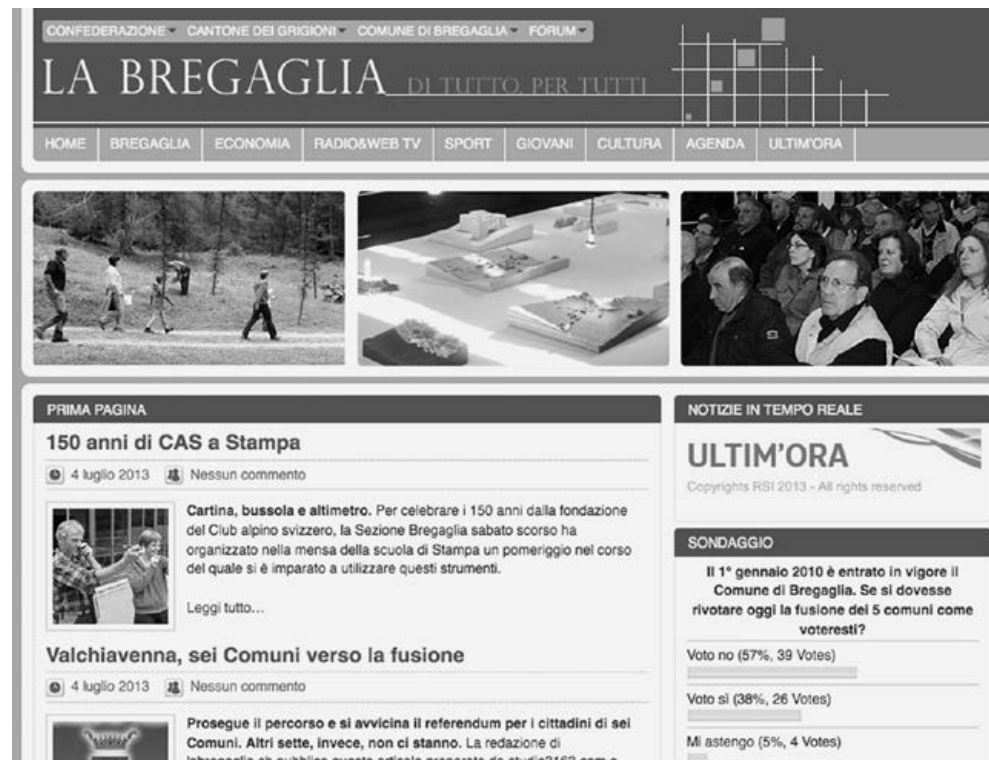 CONFEDERAZIONE CANTONE DEI GRIGIONI COMUNE DI BREGAGLIA FORUM
LA BREGAGLIA DI TUTTO, PER TUTTI
HOME BREGAGLIA ECONOMIA RADIO&WEB TV SPORT GIOVANI CULTURA AGENDA ULTIM'ORA
PRIMA PAGINA
150 anni di CAS a Stampa
4 luglio 2013 Nessun commento
Cartina, bussola e altimetro. Per celebrare i 150 anni dalla fondazione
del Club alpino svizzero, la Sezione Bregaglia sabato scorso ha
organizzato nella mensa della scuola di Stampa un pomeriggio nel corso
del quale si è imparato a utilizzare questi strumenti.
Leggi tutto...
Valchiavenna, sei Comuni verso la fusione
4 luglio 2013 Nessun commento
Prosegue il percorso e si avvicina il referendum per i cittadini di sei
Comuni. Altri sette, invece, non ci stanno. La redazione di
NOTIZIE IN TEMPO REALE
ULTIM'ORA
Copyrights RSI 2013 - All rights reserved
SONDAGGIO
Il 1° gennaio 2010 è entrato in vigore il
Comune di Bregaglia. Se si dovesse
rivotare oggi la fusione dei 5 comuni come
voteresti?
Voto no (57%, 39 Votes)
Voto sì (38%, 26 Votes)
Mi astengo (5%, 4 Votes)